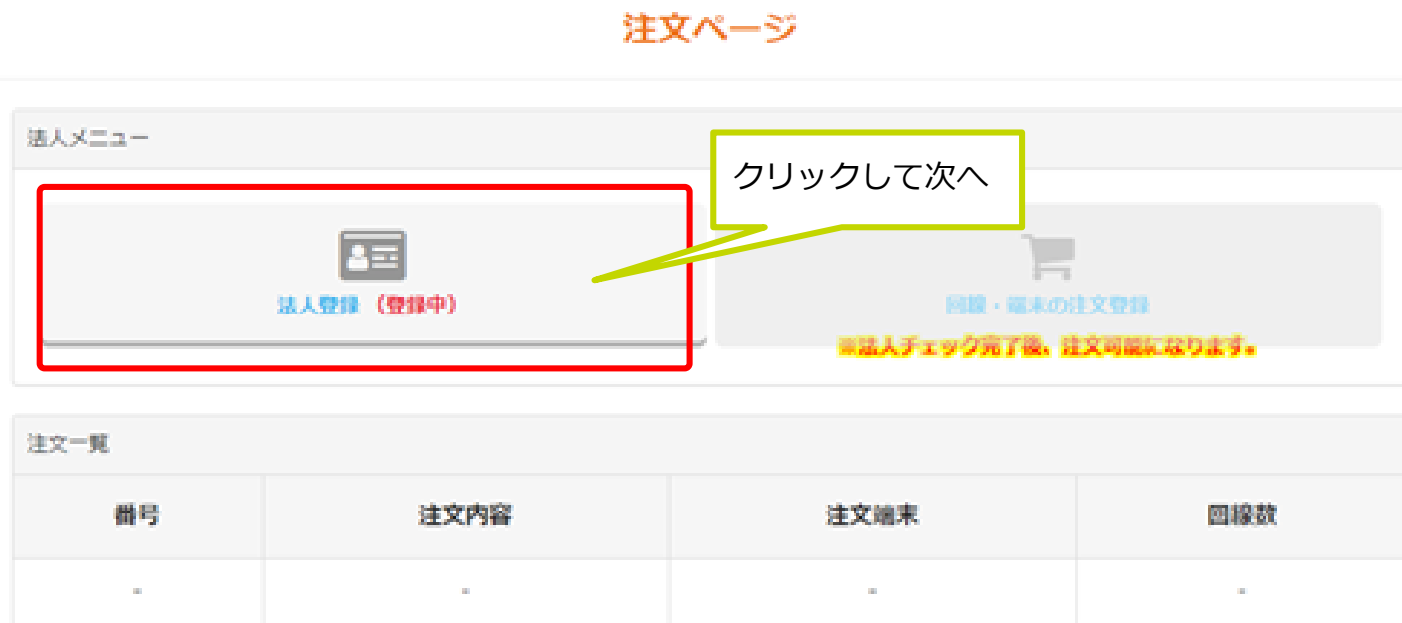 注文ページ
法人メニュー
クリックして次へ
法人登録 (登録中)
回線・端末の注文登録
※法人チェック完了後、注文可能になります。
注文一覧
番号 注文内容 注文端末 回線数
- - - -